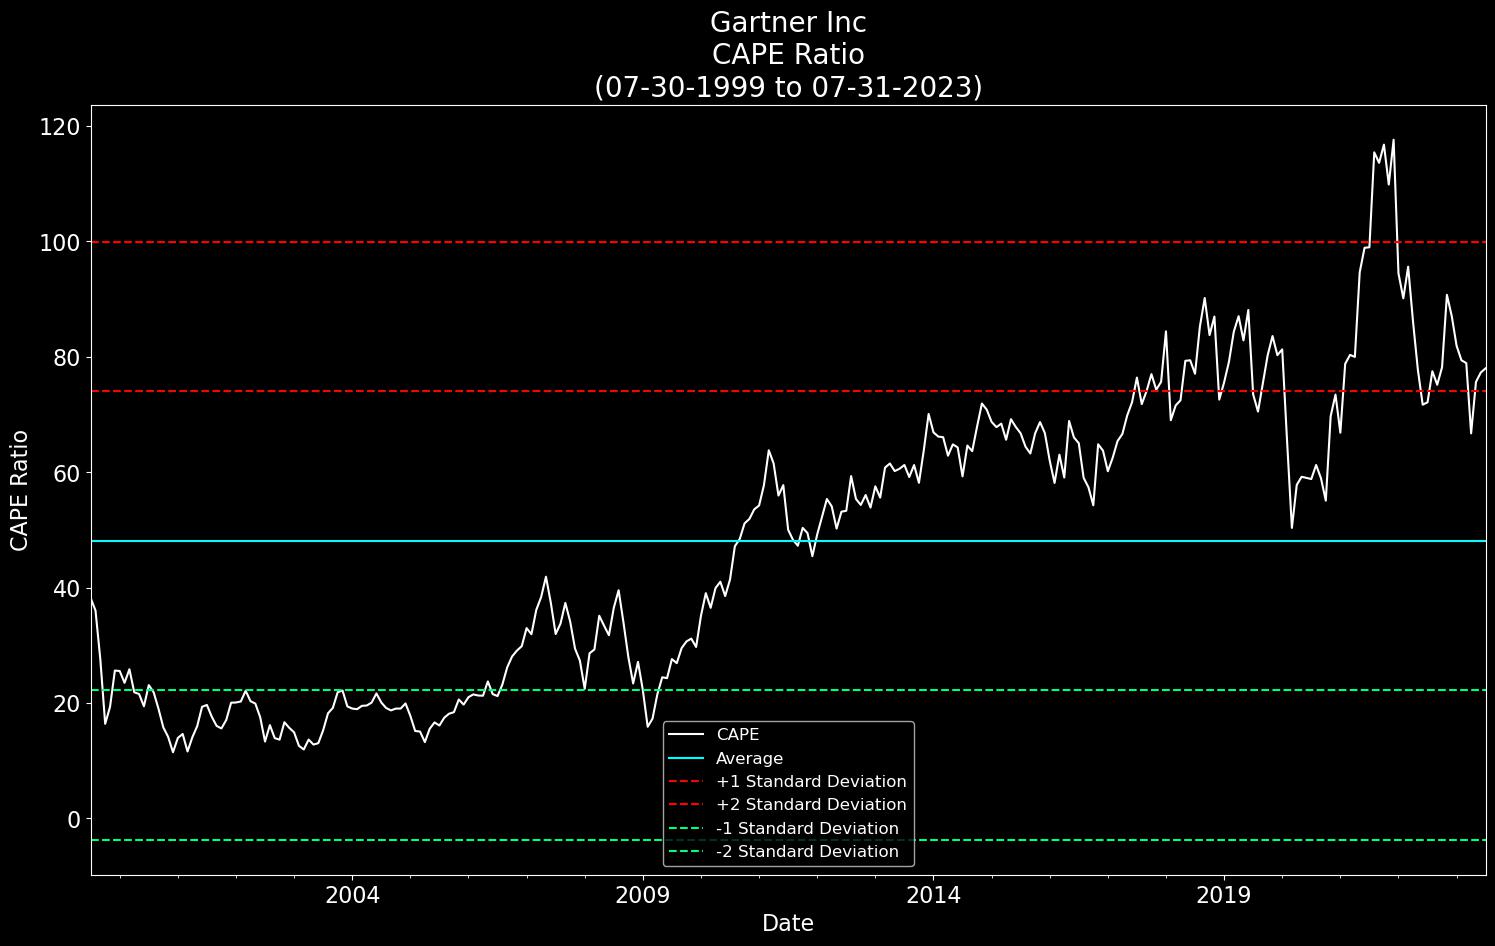 Gartner Inc
CAPE Ratio
(07-30-1999 to 07-31-2023)
120
100
80
60
40
20
0
CAPE Ratio
CAPE
Average
+1 Standard Deviation
+2 Standard Deviation
-1 Standard Deviation
-2 Standard Deviation
2004 2009 2014 2019
Date